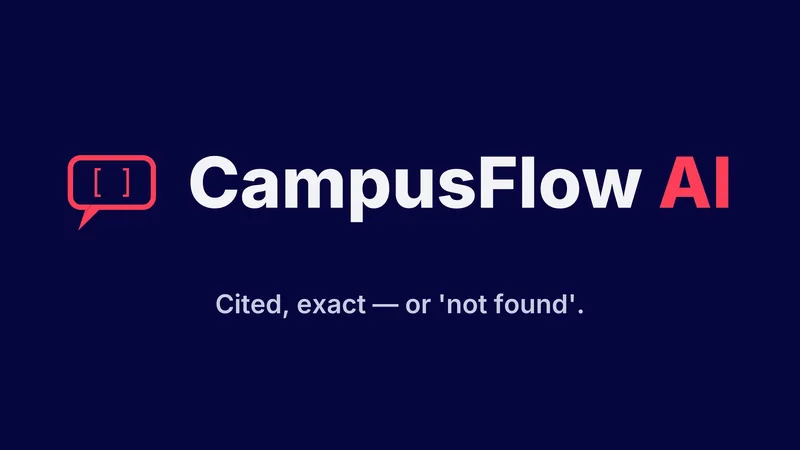 [ ] CampusFlow AI
Cited, exact — or 'not found'.